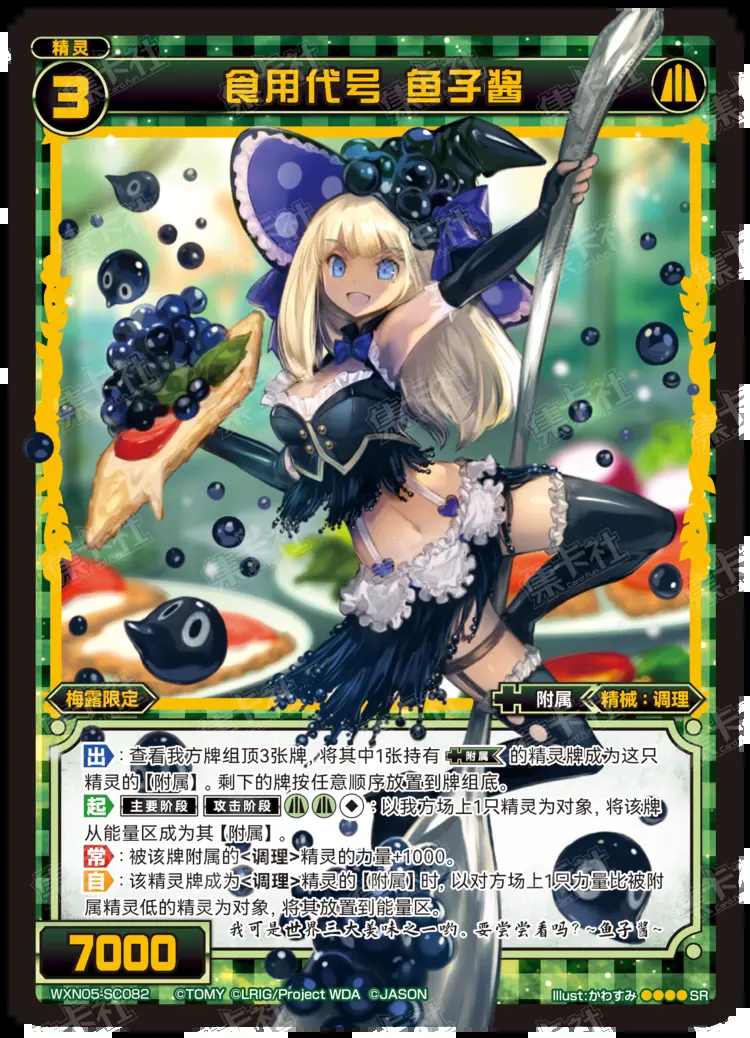 精灵
3
食用代号 鱼子酱
梅露限定
附属 精械：调理
出：查看我方牌组顶3张牌，将其中1张持有 附属 的精灵牌成为这只
精灵的【附属】。剩下的牌按任意顺序放置到牌组底。
起 主要阶段 攻击阶段 ：以我方场上1只精灵为对象，将该牌
从能量区成为其【附属】。
常：被该牌附属的<调理>精灵的力量+1000。
自：该精灵牌成为<调理>精灵的【附属】时，以对方场上1只力量比被附
属精灵低的精灵为对象，将其放置到能量区。
我可是世界三大美味之一哟。要尝尝看吗？~鱼子酱~
7000
WXN05-SC082 ©TOMY ©LRIG/Project WDA ©JASON
Illust:かわすみ SR
集卡社